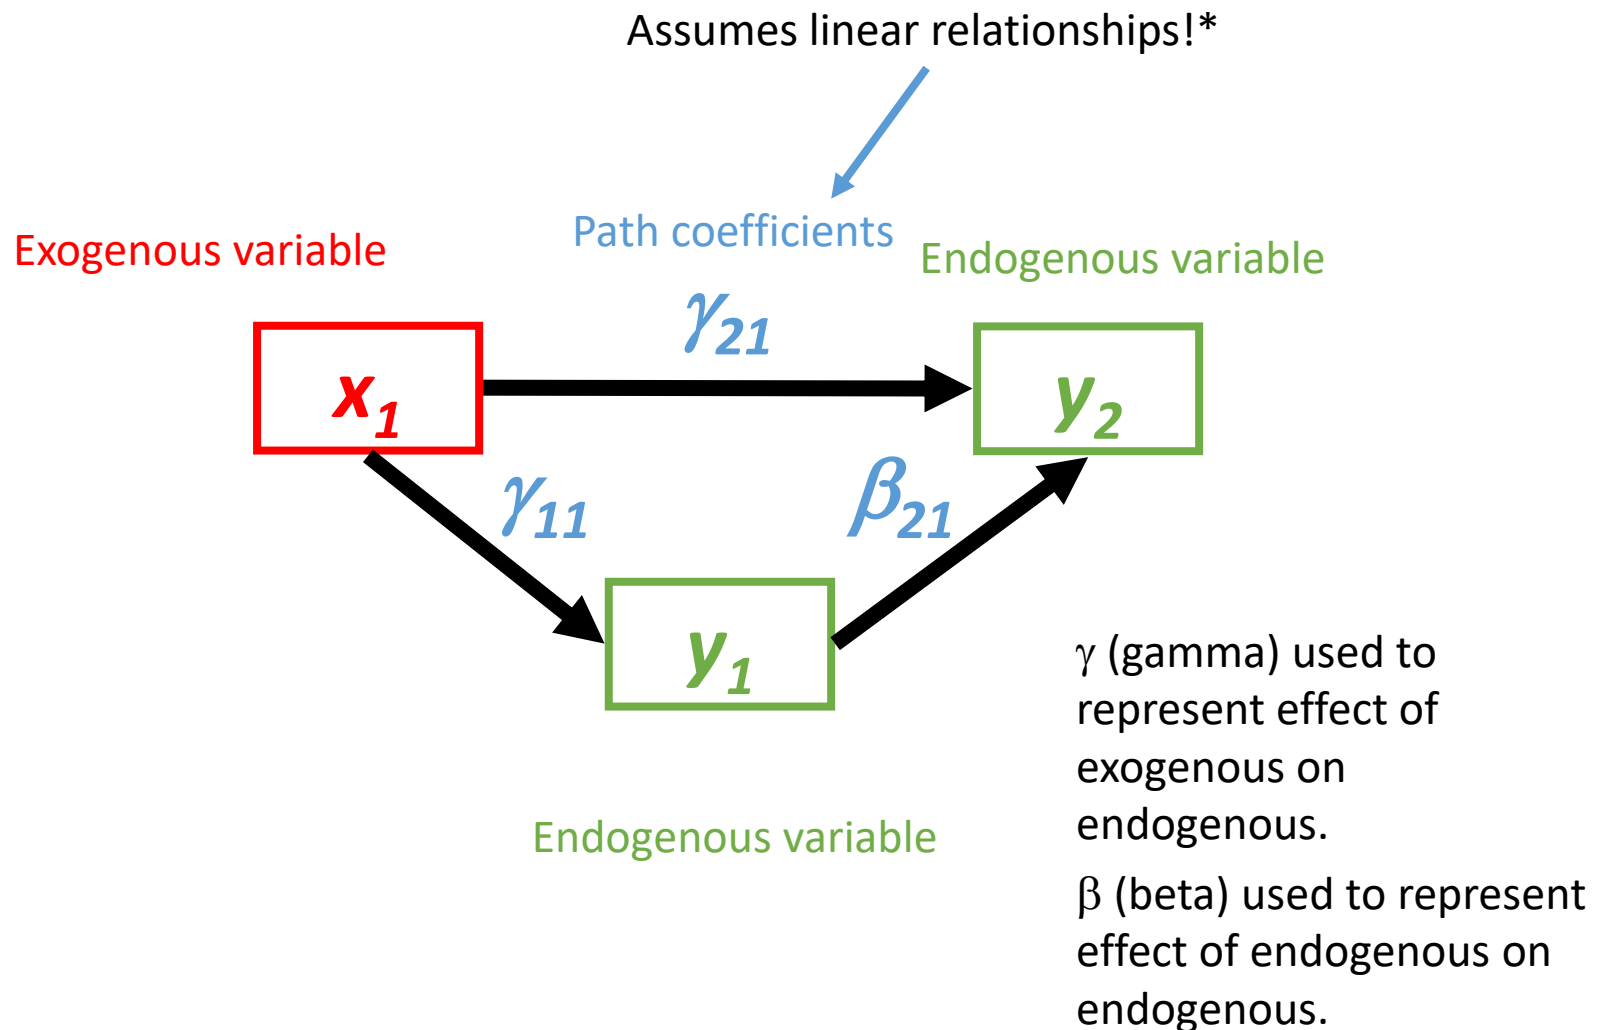 Assumes linear relationships!*
Path coefficients
Exogenous variable
Endogenous variable
γ21
x1
y2
γ11
β21
y1
γ (gamma) used to
represent effect of
exogenous on
endogenous.
Endogenous variable
β (beta) used to represent
effect of endogenous on
endogenous.